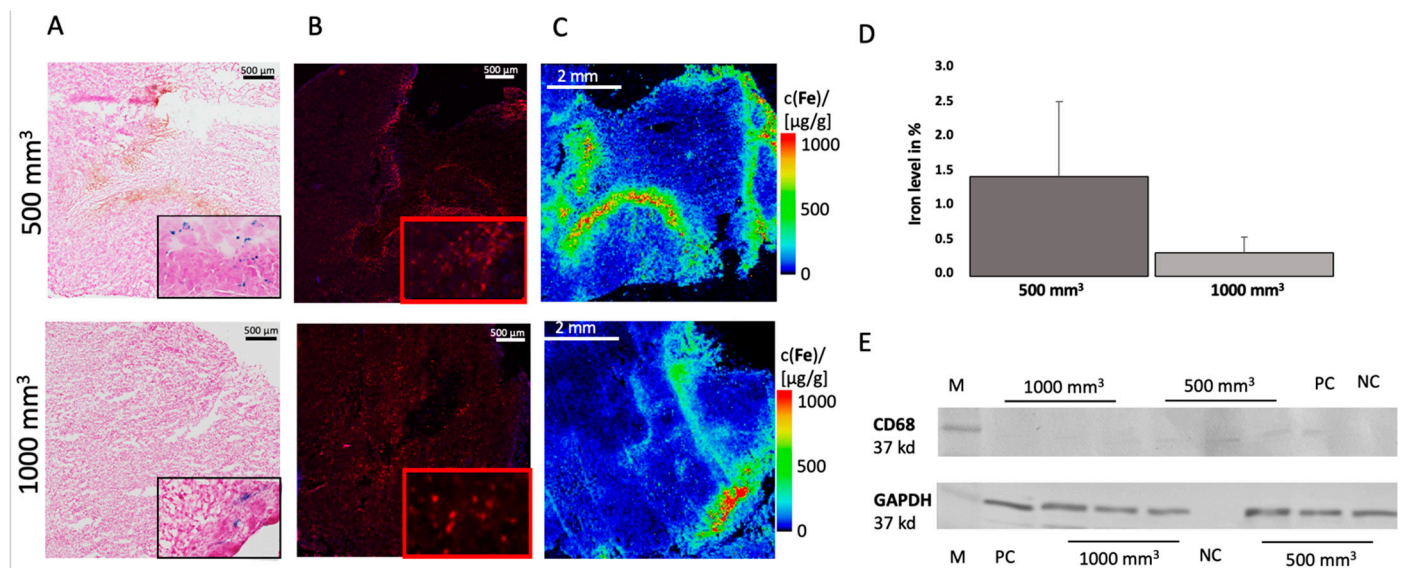 A
B
C
D
500 mm³
500 µm
500 µm
2 mm
c(Fe)/
[µg/g]
1000
500
0
1000 mm³
500 µm
500 µm
2 mm
c(Fe)/
[µg/g]
1000
500
0
Iron level in %
3.0
2.5
2.0
1.5
1.0
0.5
0.0
500 mm³
1000 mm³
E
M
1000 mm³
500 mm³
PC
NC
CD68
37 kd
GAPDH
37 kd
M
PC
1000 mm³
NC
500 mm³